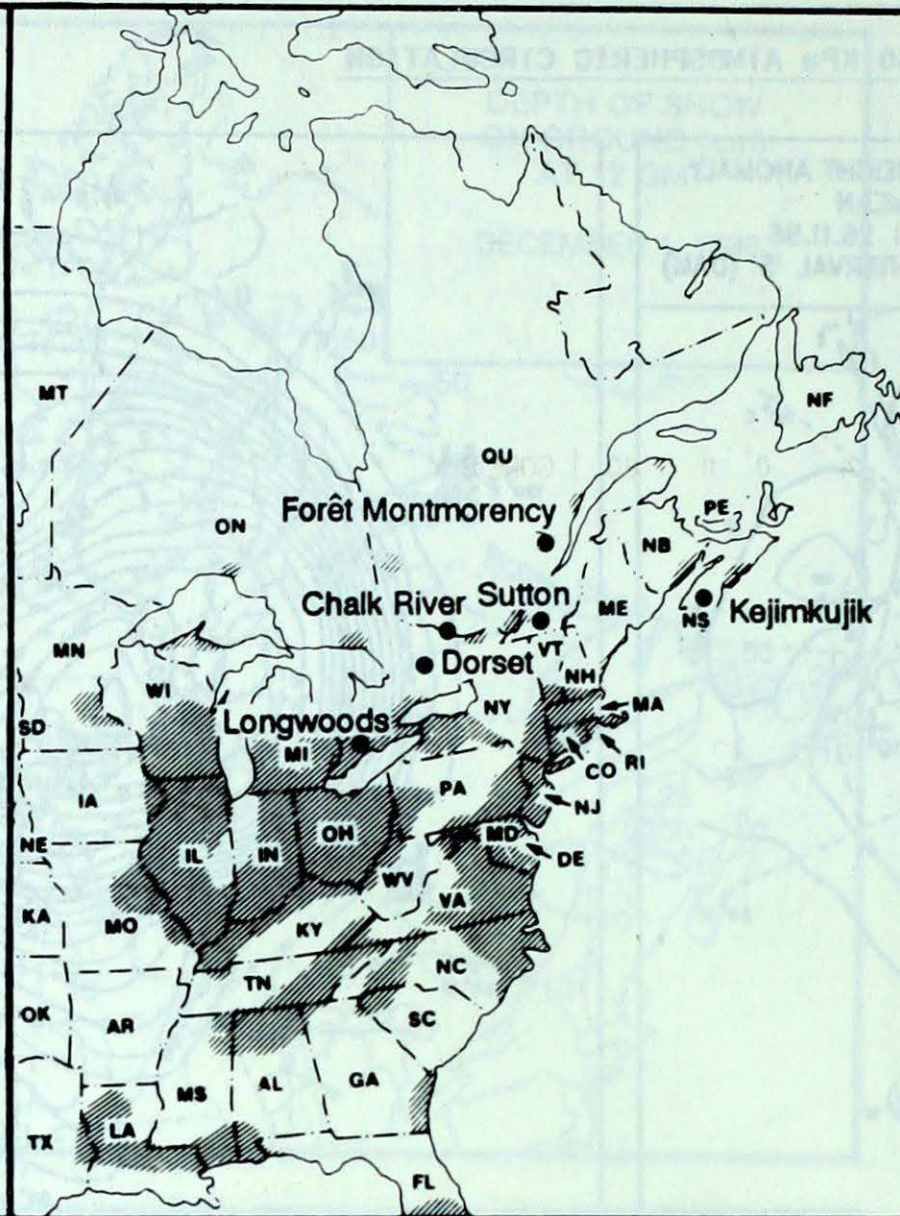 MT
NF
QU
PE
ON
Forêt Montmorency
NB
Chalk River
Sutton
ME
NS
Kejimkujik
MN
VT
Dorset
NH
WI
NY
MA
SD
Longwoods
MI
CO
RI
IA
PA
NJ
NE
IL
IN
OH
MD
DE
WV
VA
KA
MO
KY
NC
TN
OK
AR
SC
MS
AL
GA
TX
LA
FL